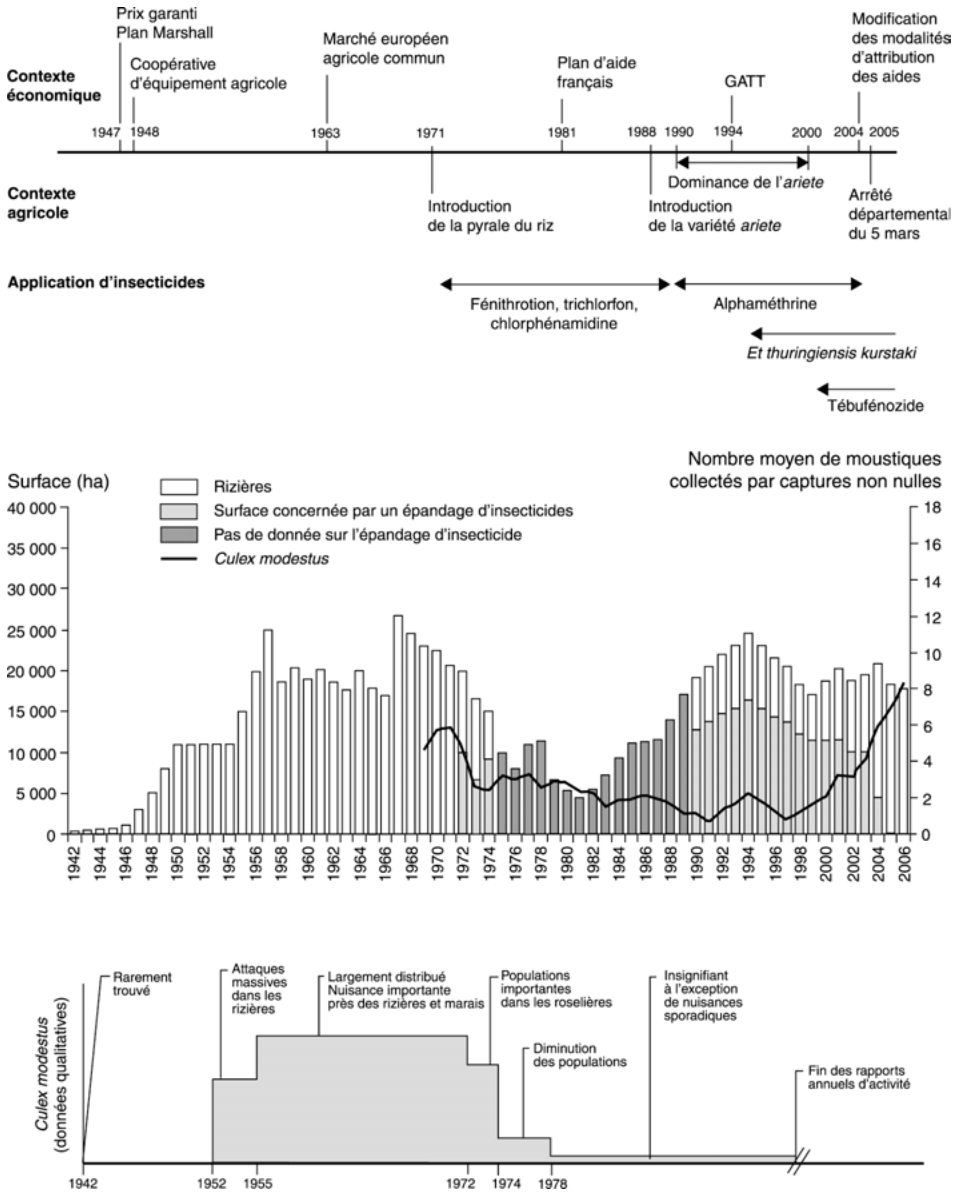 Prix garanti
Plan Marshall
Coopérative
d'équipement agricole
Marché européen
agricole commun
Plan d'aide
français
GATT
Modification
des modalités
d'attribution
des aides
Contexte
économique
1947 1948 1963 1971 1981 1988 1990 1994 2000 2004 2005
Contexte
agricole
Introduction
de la pyrale du riz
Dominance de l'ariete
Introduction
de la variété ariete
Arrêté
départemental
du 5 mars
Application d'insecticides
Fénithrotion, trichlorfon,
chlorphénamidine
Alphaméthrine
Et thuringiensis kurstaki
Tébufénozide
Surface (ha)
Nombre moyen de moustiques
collectés par captures non nulles
Rizières
Surface concernée par un épandage d'insecticides
Pas de donnée sur l'épandage d'insecticide
Culex modestus
40 000
35 000
30 000
25 000
20 000
15 000
10 000
5 000
0
18
16
14
12
10
8
6
4
2
0
1942 1944 1946 1948 1950 1952 1954 1956 1958 1960 1962 1964 1966 1968 1970 1972 1974 1976 1978 1980 1982 1984 1986 1988 1990 1992 1994 1996 1998 2000 2002 2004 2006
Culex modestus
(données qualitatives)
Rarement
trouvé
Attaques
massives
dans les
rizières
Largement distribué
Nuisance importante
près des rizières et marais
Populations
importantes
dans les roselières
Diminution
des populations
Insignifiant
à l'exception
de nuisances
sporadiques
Fin des rapports
annuels d'activité
1942 1952 1955 1972 1974 1978